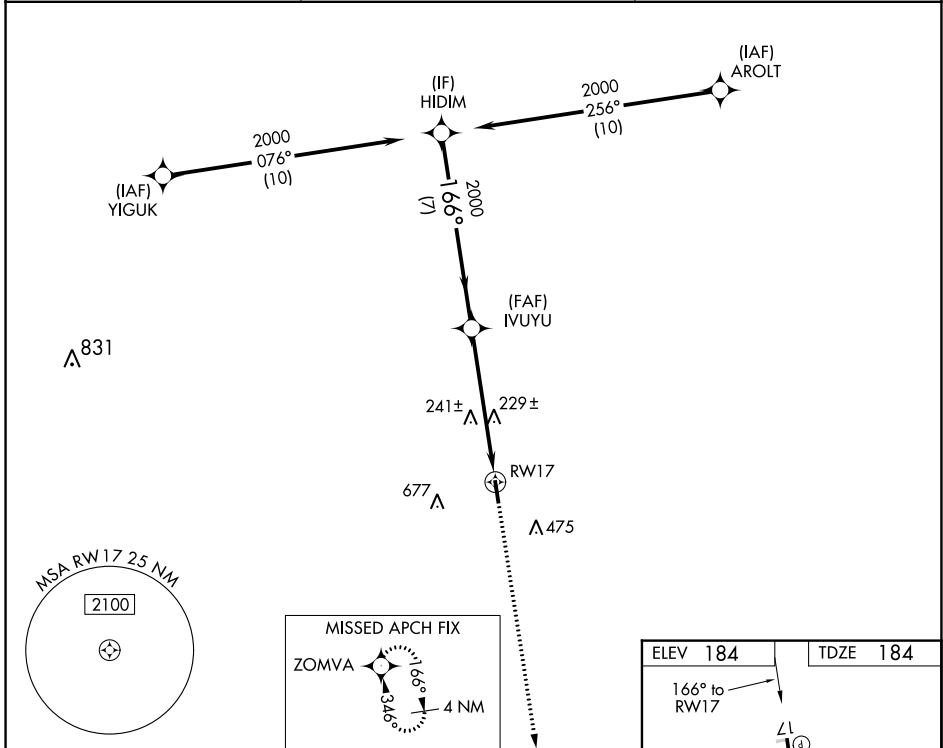 (IAF)
AROLT
(IF)
HIDIM
2000
256°
(10)
2000
076°
(10)
(IAF)
YIGUK
2000
166°
(7)
(FAF)
IVUYU
831
241±
229±
RW17
677
475
MSA RW17 25 NM
2100
MISSED APCH FIX
ZOMVA
166°
346°
4 NM
ELEV 184
TDZE 184
166° to
RW17
17
P